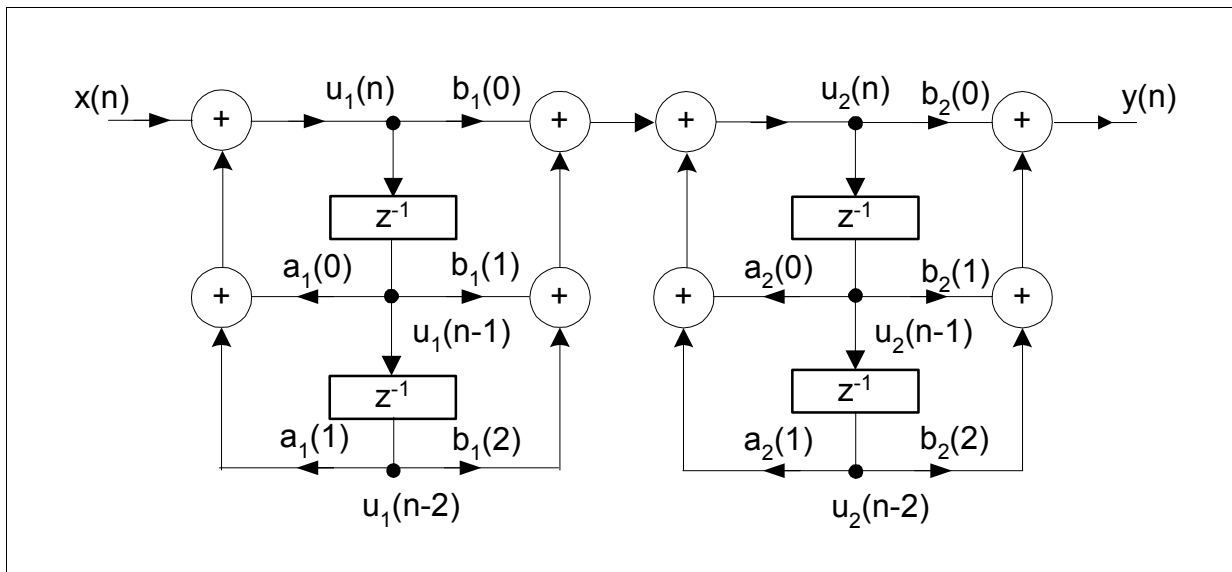 x(n) + u₁(n) b₁(0) + + u₂(n) b₂(0) + y(n)
z⁻¹ z⁻¹
+ a₁(0) b₁(1) + + a₂(0) b₂(1) +
u₁(n-1) u₂(n-1)
z⁻¹ z⁻¹
a₁(1) b₁(2) a₂(1) b₂(2)
u₁(n-2) u₂(n-2)